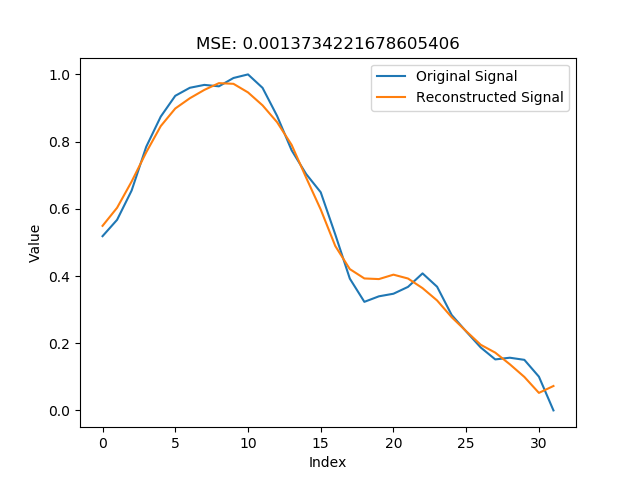 MSE: 0.0013734221678605406
Original Signal
Reconstructed Signal
1.0
0.8
0.6
0.4
0.2
0.0
Value
0 5 10 15 20 25 30
Index